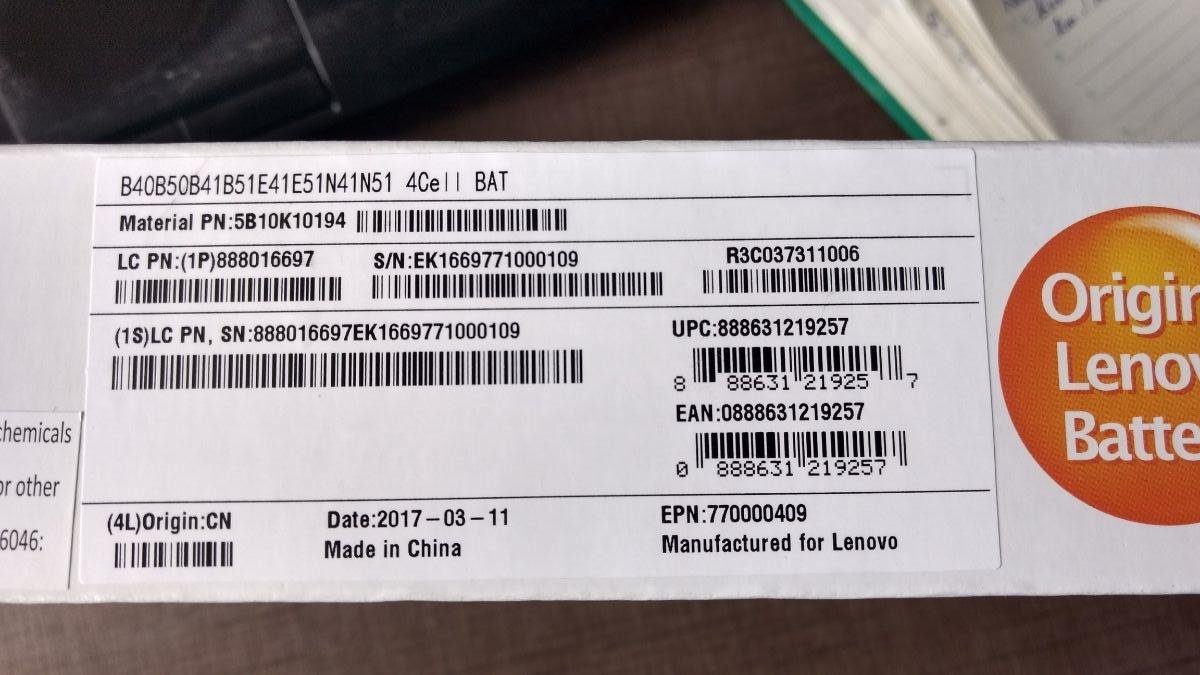 B40B50B41B51E41E51N41N51 4Cell BAT
Material PN:5B10K10194
LC PN:(1P)888016697 S/N:EK1669771000109 R3C037311006
(1S)LC PN, SN:888016697EK1669771000109
UPC:888631219257
8 88631 21925 7
EAN:0888631219257
0 888631 219257
(4L)Origin:CN Date:2017-03-11 EPN:770000409
Made in China Manufactured for Lenovo
chemicals
or other
6046:
Origin
Lenov
Batte